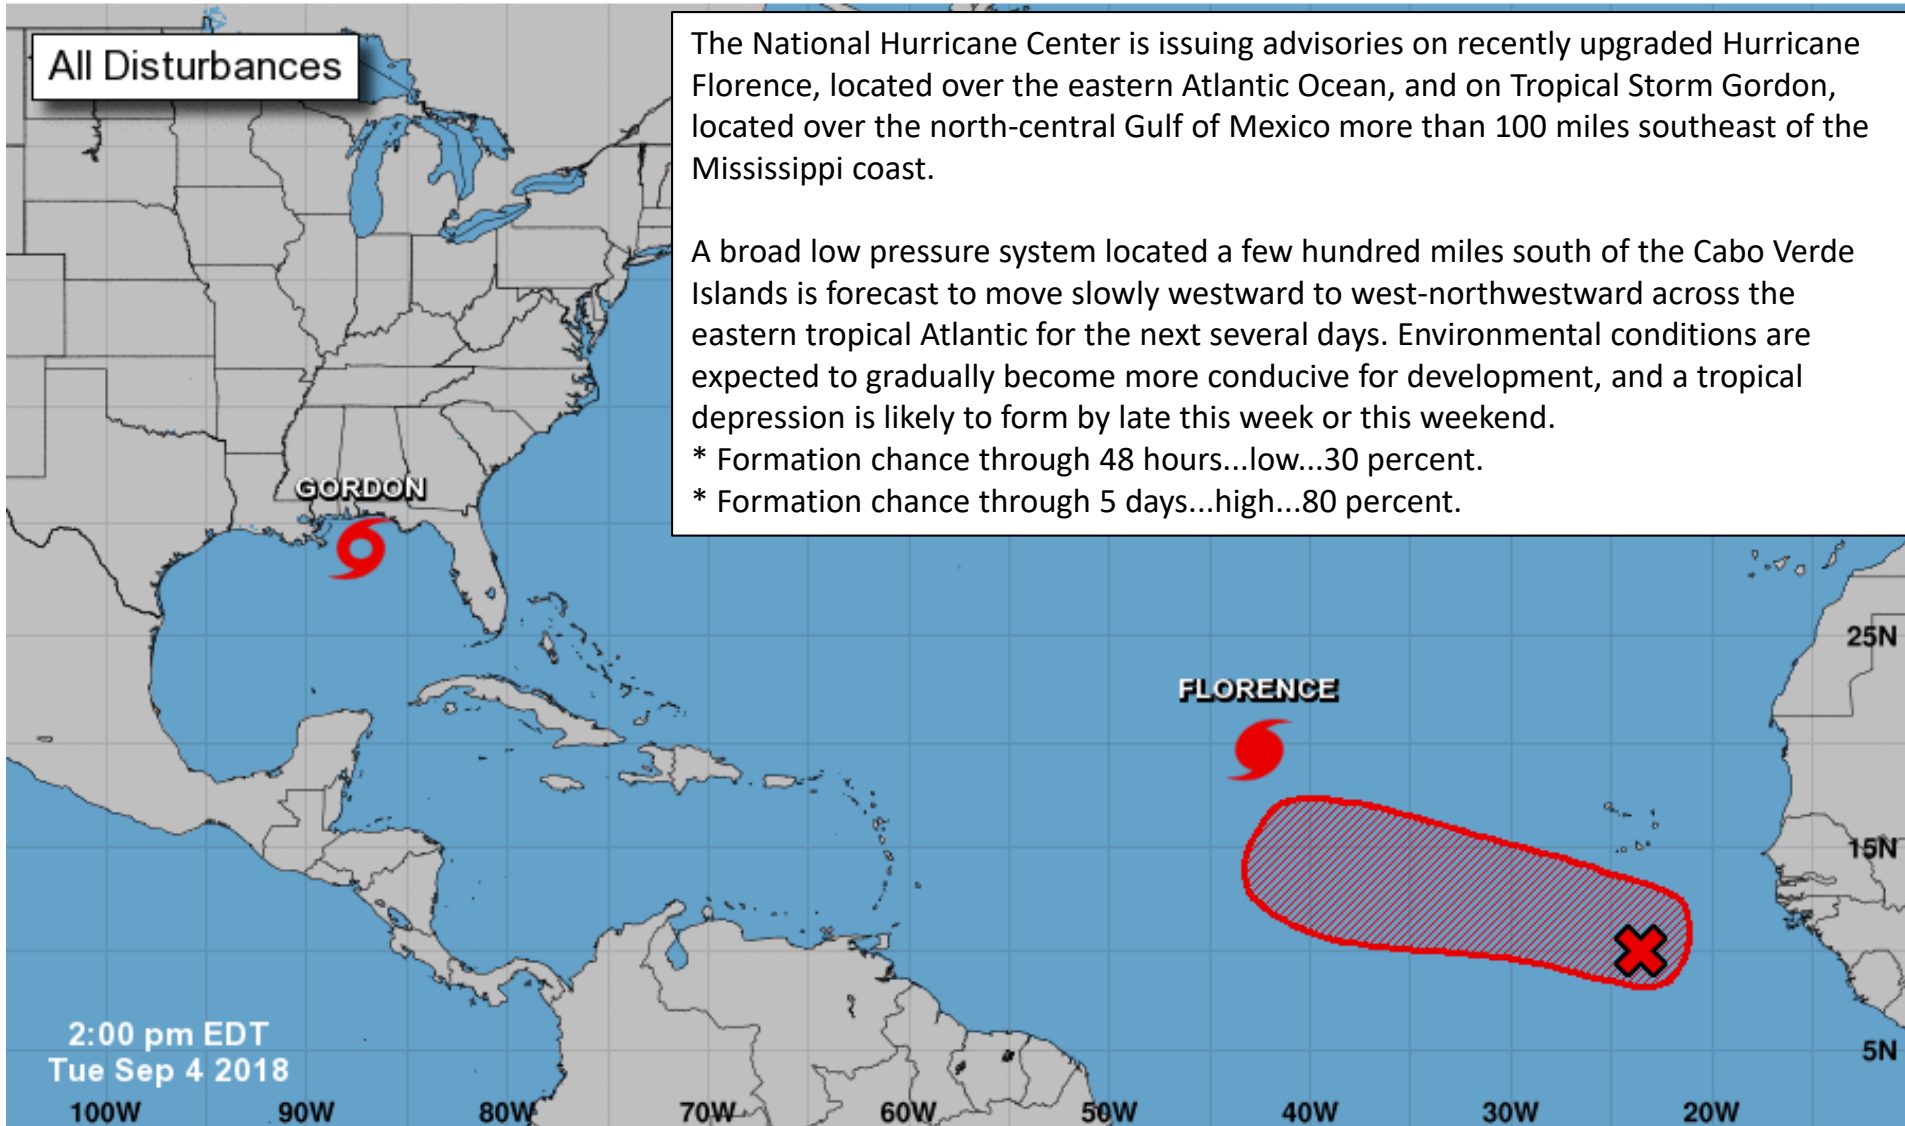 All Disturbances
The National Hurricane Center is issuing advisories on recently upgraded Hurricane
Florence, located over the eastern Atlantic Ocean, and on Tropical Storm Gordon,
located over the north-central Gulf of Mexico more than 100 miles southeast of the
Mississippi coast.
A broad low pressure system located a few hundred miles south of the Cabo Verde
Islands is forecast to move slowly westward to west-northwestward across the
eastern tropical Atlantic for the next several days. Environmental conditions are
expected to gradually become more conducive for development, and a tropical
depression is likely to form by late this week or this weekend.
* Formation chance through 48 hours...low...30 percent.
* Formation chance through 5 days...high...80 percent.
GORDON
25N
FLORENCE
15N
2:00 pm EDT
Tue Sep 4 2018
5N
100W 90W 80W 70W 60W 50W 40W 30W 20W